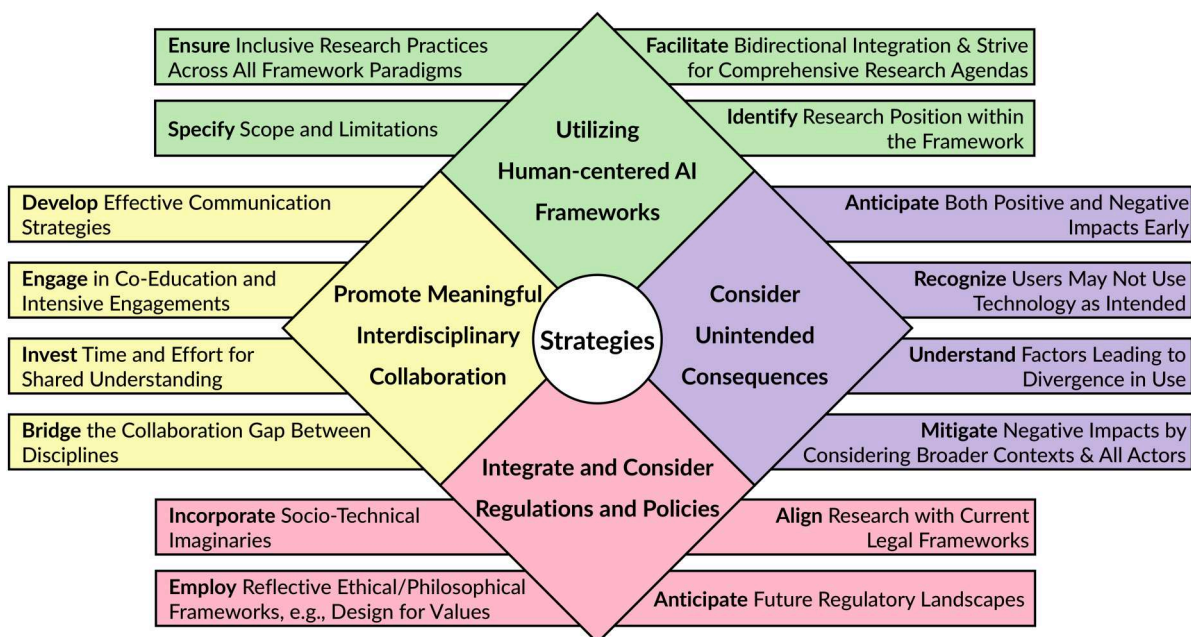 Ensure Inclusive Research Practices
Across All Framework Paradigms
Facilitate Bidirectional Integration & Strive
for Comprehensive Research Agendas
Specify Scope and Limitations
Identify Research Position within
the Framework
Utilizing
Human-centered AI
Frameworks
Develop Effective Communication
Strategies
Engage in Co-Education and
Intensive Engagements
Invest Time and Effort for
Shared Understanding
Bridge the Collaboration Gap Between
Disciplines
Promote Meaningful
Interdisciplinary
Collaboration
Strategies
Consider
Unintended
Consequences
Anticipate Both Positive and Negative
Impacts Early
Recognize Users May Not Use
Technology as Intended
Understand Factors Leading to
Divergence in Use
Mitigate Negative Impacts by
Considering Broader Contexts & All Actors
Integrate and Consider
Regulations and Policies
Incorporate Socio-Technical
Imaginaries
Employ Reflective Ethical/Philosophical
Frameworks, e.g., Design for Values
Align Research with Current
Legal Frameworks
Anticipate Future Regulatory Landscapes